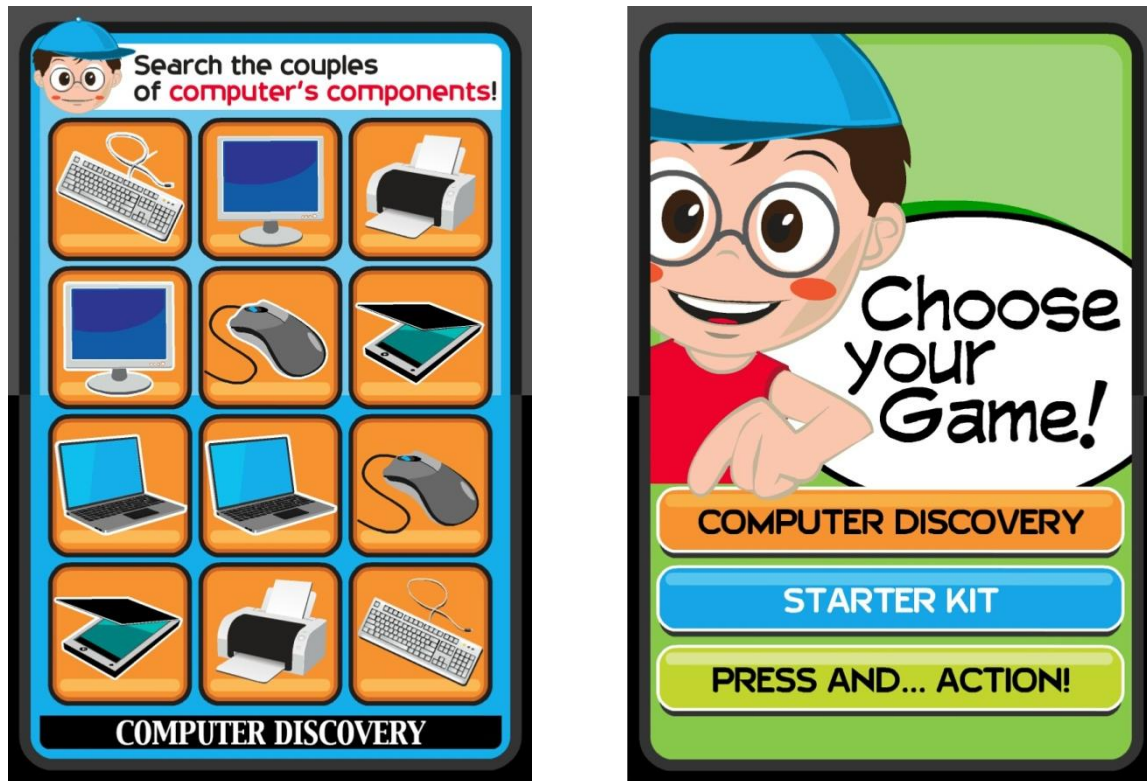 Search the couples
of computer's components!
COMPUTER DISCOVERY
Choose
your
Game!
COMPUTER DISCOVERY
STARTER KIT
PRESS AND... ACTION!